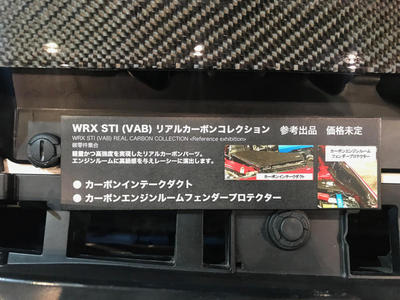 WRX STI (VAB) リアルカーボンコレクション 参考出品 価格未定
WRX STI (VAB) REAL CARBON COLLECTION <Reference exhibition>
碳零件集合
軽量かつ高強度を実現したリアルカーボンパーツ。
エンジンルームに高級感を与えレーシーに演出します。
カーボンインテークダクト
カーボンエンジンルーム
フェンダープロテクター
● カーボンインテークダクト
● カーボンエンジンルームフェンダープロテクター